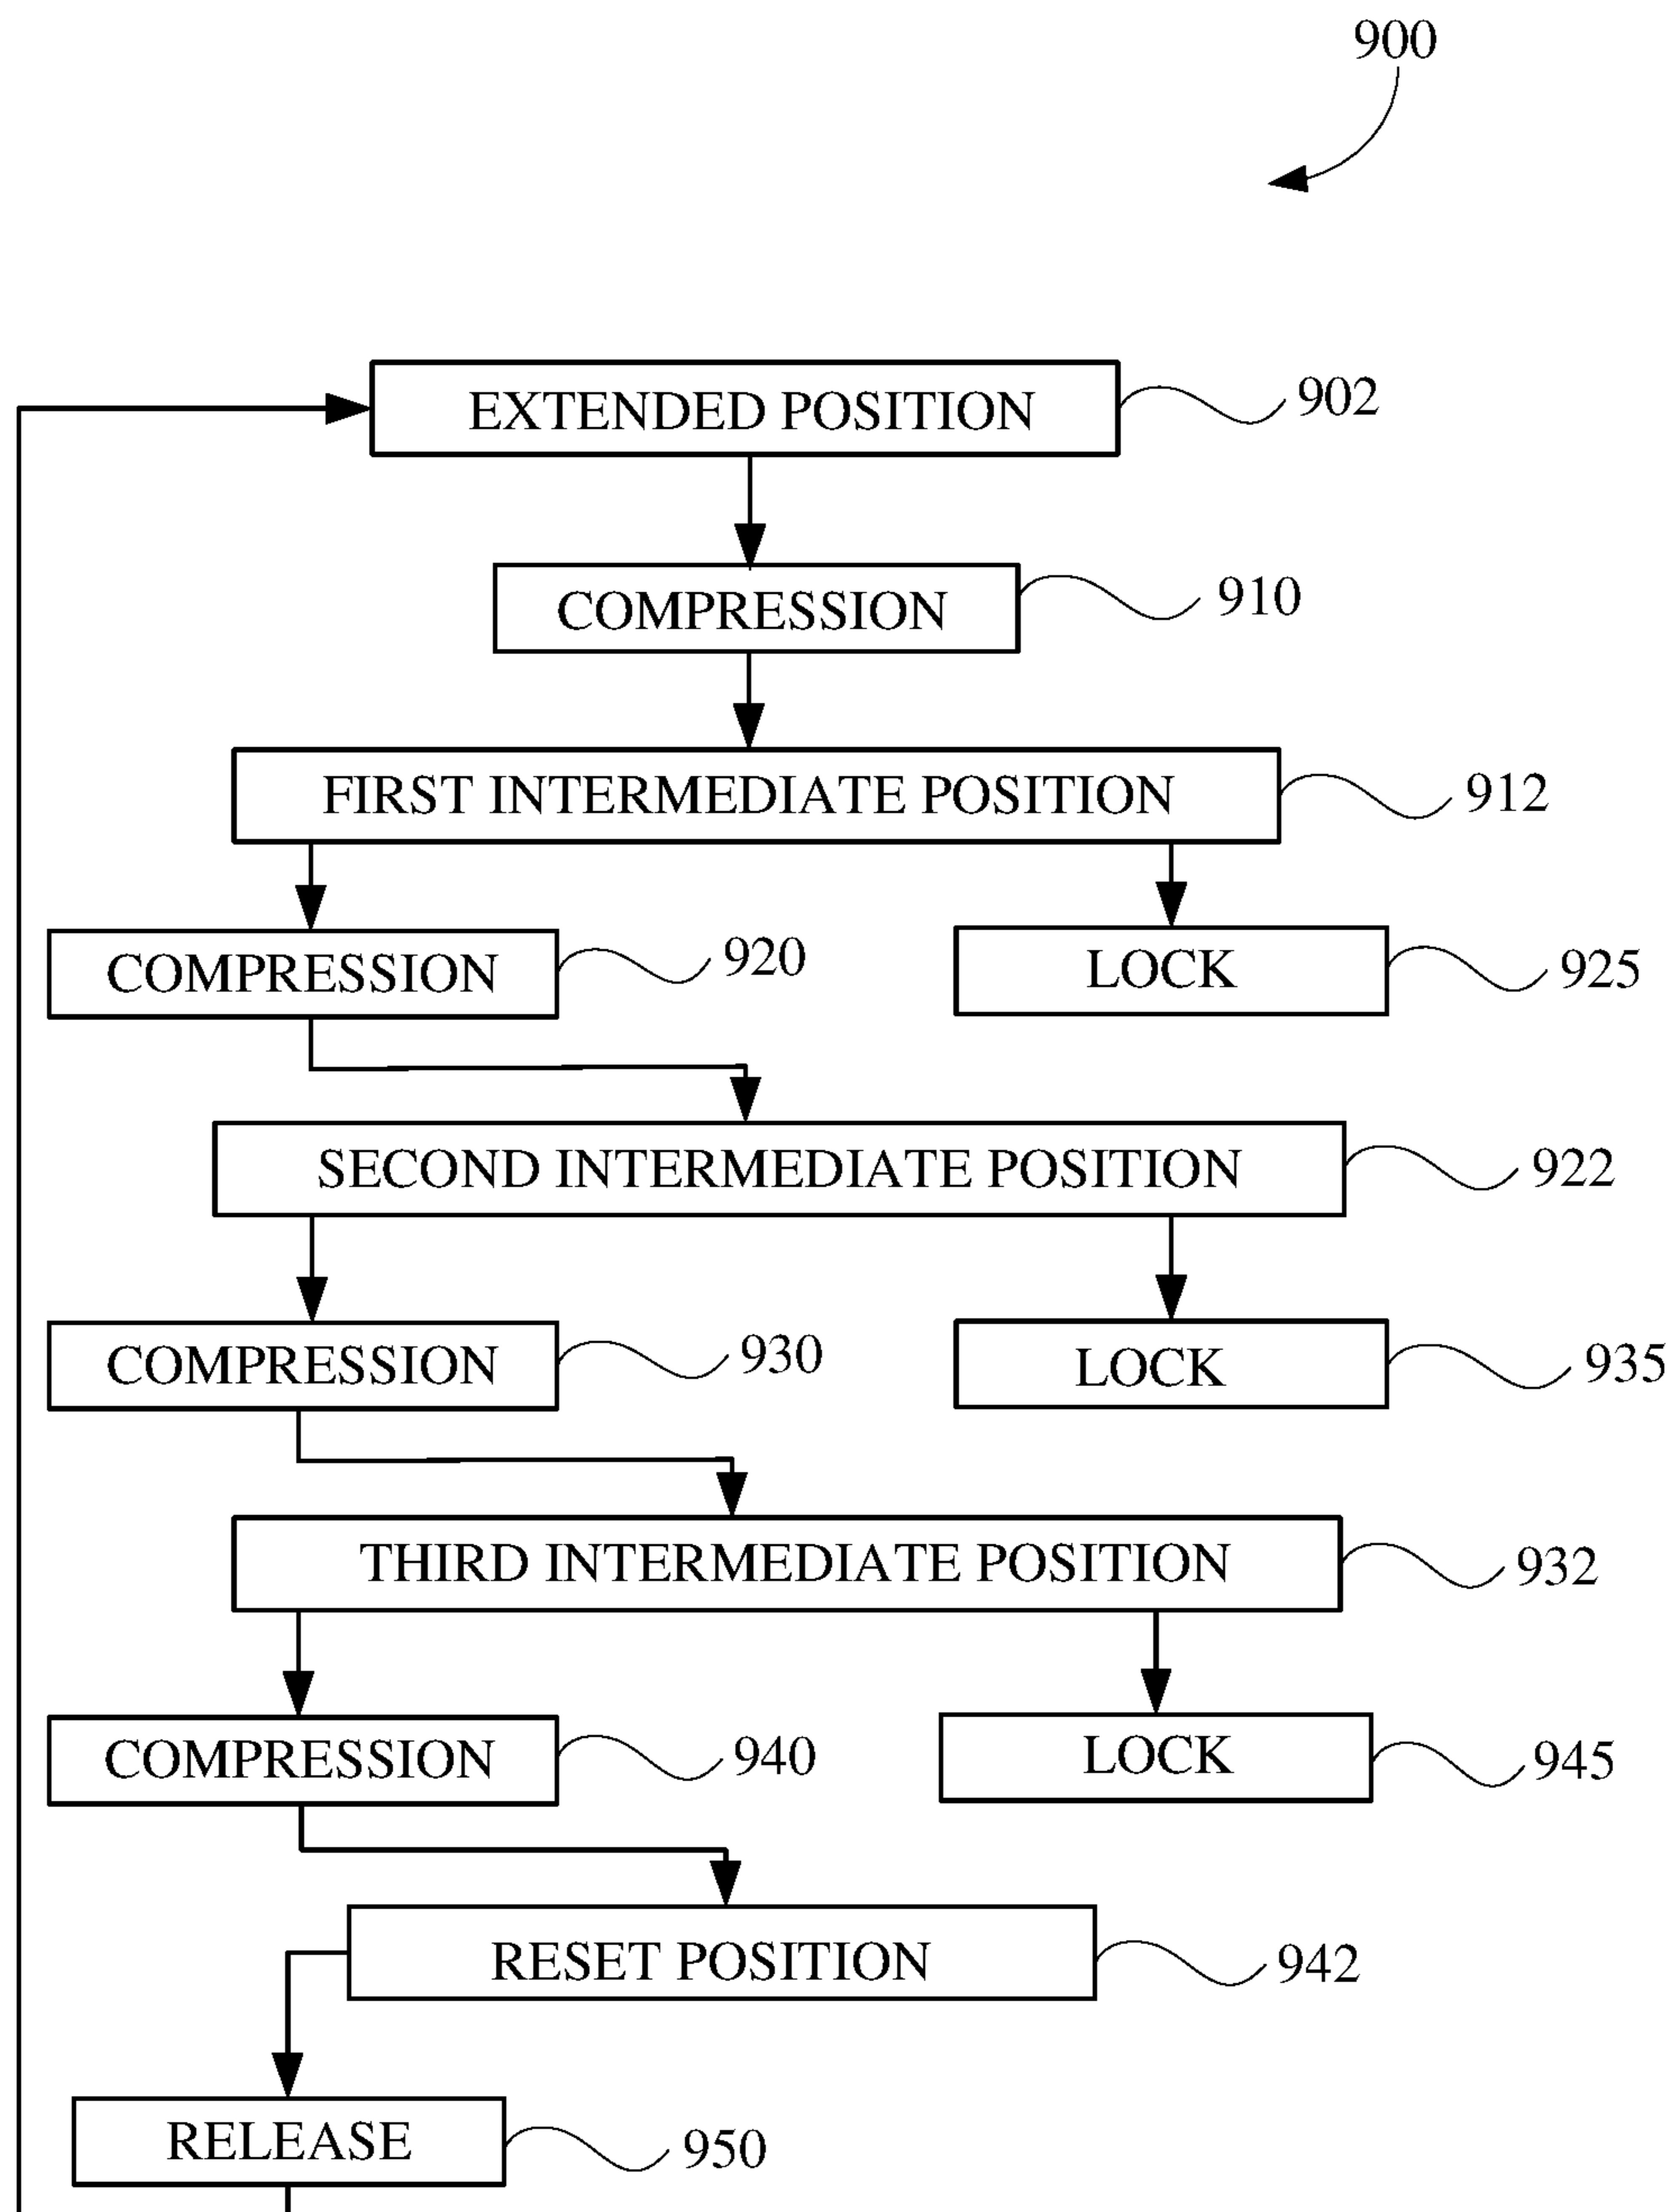 900
EXTENDED POSITION 902
COMPRESSION 910
FIRST INTERMEDIATE POSITION 912
COMPRESSION 920 LOCK 925
SECOND INTERMEDIATE POSITION 922
COMPRESSION 930 LOCK 935
THIRD INTERMEDIATE POSITION 932
COMPRESSION 940 LOCK 945
RESET POSITION 942
RELEASE 950